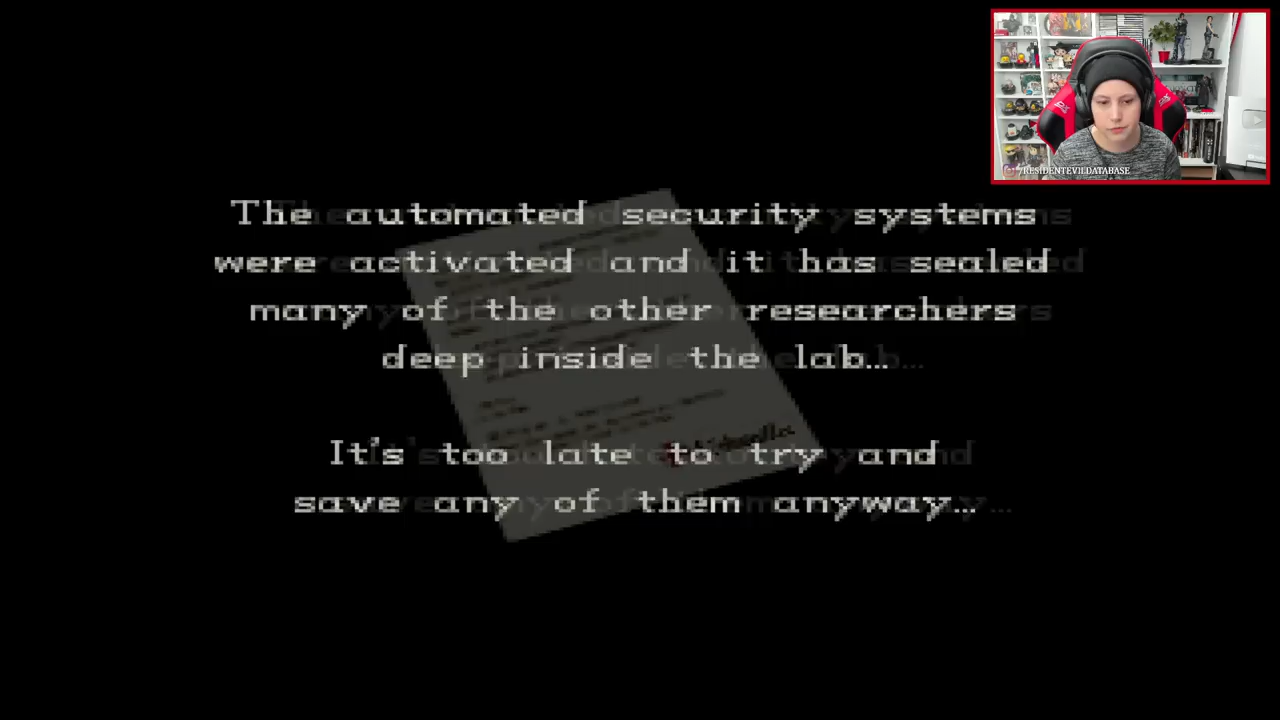 /RESIDENTEVILDATABASE
The automated security systems
were activated and it has sealed
many of the other researchers
deep inside the lab...
It's too late to try and
save any of them anyway...